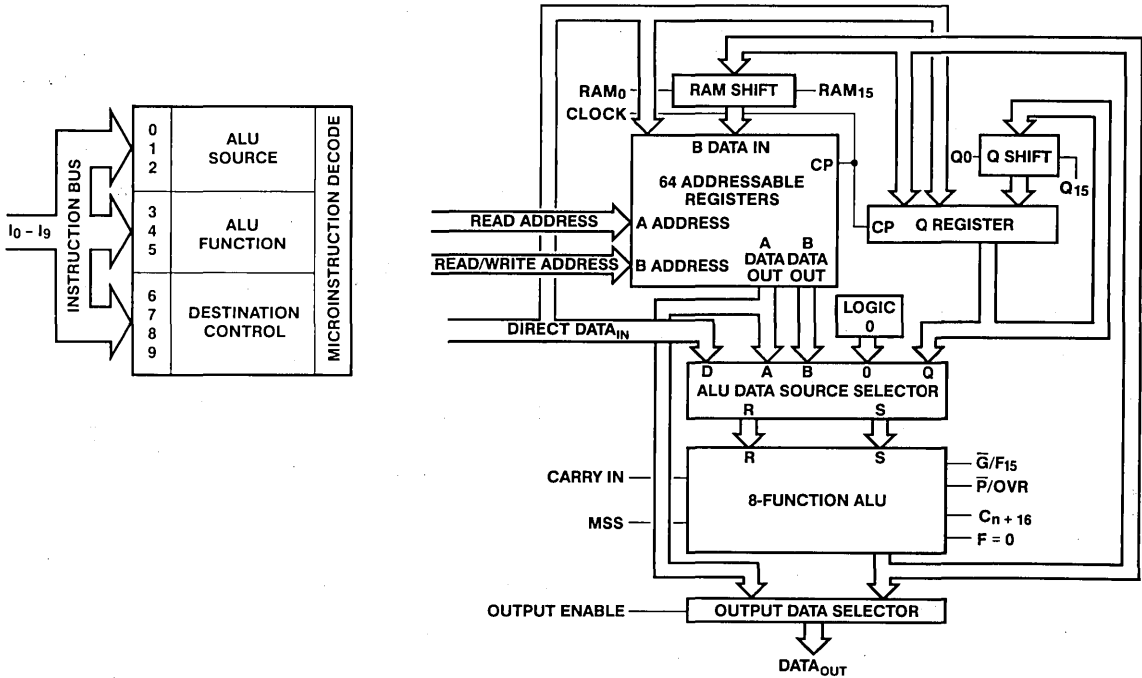 I0 – I9
INSTRUCTION BUS
0
1
2
ALU
SOURCE
3
4
5
ALU
FUNCTION
6
7
8
9
DESTINATION
CONTROL
MICROINSTRUCTION DECODE
RAM0
RAM SHIFT
RAM15
CLOCK
B DATA IN
CP
64 ADDRESSABLE
REGISTERS
READ ADDRESS
A ADDRESS
READ/WRITE ADDRESS
B ADDRESS
A
DATA
OUT
B
DATA
OUT
Q0
Q SHIFT
Q15
CP
Q REGISTER
LOGIC
0
DIRECT DATAIN
D A B 0 Q
ALU DATA SOURCE SELECTOR
R S
R S
8-FUNCTION ALU
CARRY IN
MSS
G̅/F15
P̅/OVR
Cn + 16
F = 0
OUTPUT ENABLE
OUTPUT DATA SELECTOR
DATAOUT